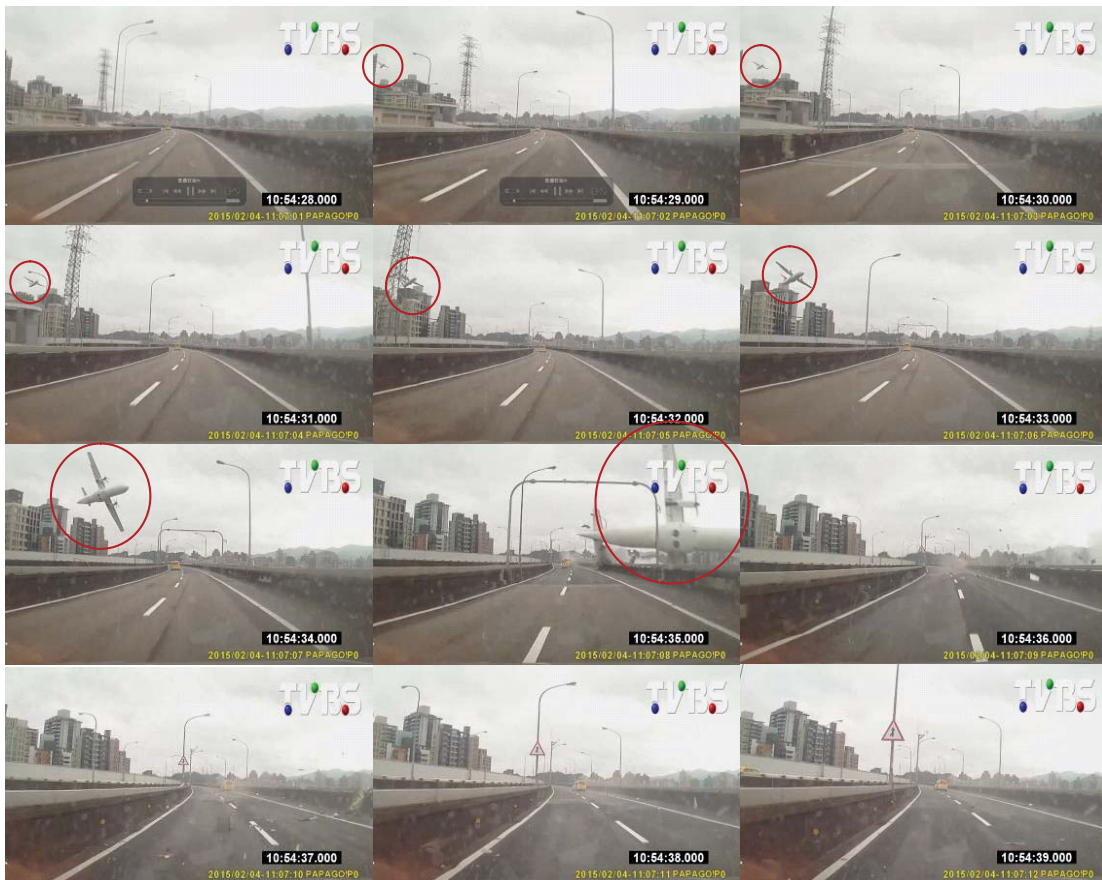 TVBS
10:54:28.000
2015/02/04-11:07:01 PAPAGO!P0
TVBS
10:54:29.000
2015/02/04-11:07:02 PAPAGO!P0
TVBS
10:54:30.000
2015/02/04-11:07:03 PAPAGO!P0
TVBS
10:54:31.000
2015/02/04-11:07:04 PAPAGO!P0
TVBS
10:54:32.000
2015/02/04-11:07:05 PAPAGO!P0
TVBS
10:54:33.000
2015/02/04-11:07:06 PAPAGO!P0
TVBS
10:54:34.000
2015/02/04-11:07:07 PAPAGO!P0
TVBS
10:54:35.000
2015/02/04-11:07:08 PAPAGO!P0
TVBS
10:54:36.000
2015/02/04-11:07:09 PAPAGO!P0
TVBS
10:54:37.000
2015/02/04-11:07:10 PAPAGO!P0
TVBS
10:54:38.000
2015/02/04-11:07:11 PAPAGO!P0
TVBS
10:54:39.000
2015/02/04-11:07:12 PAPAGO!P0